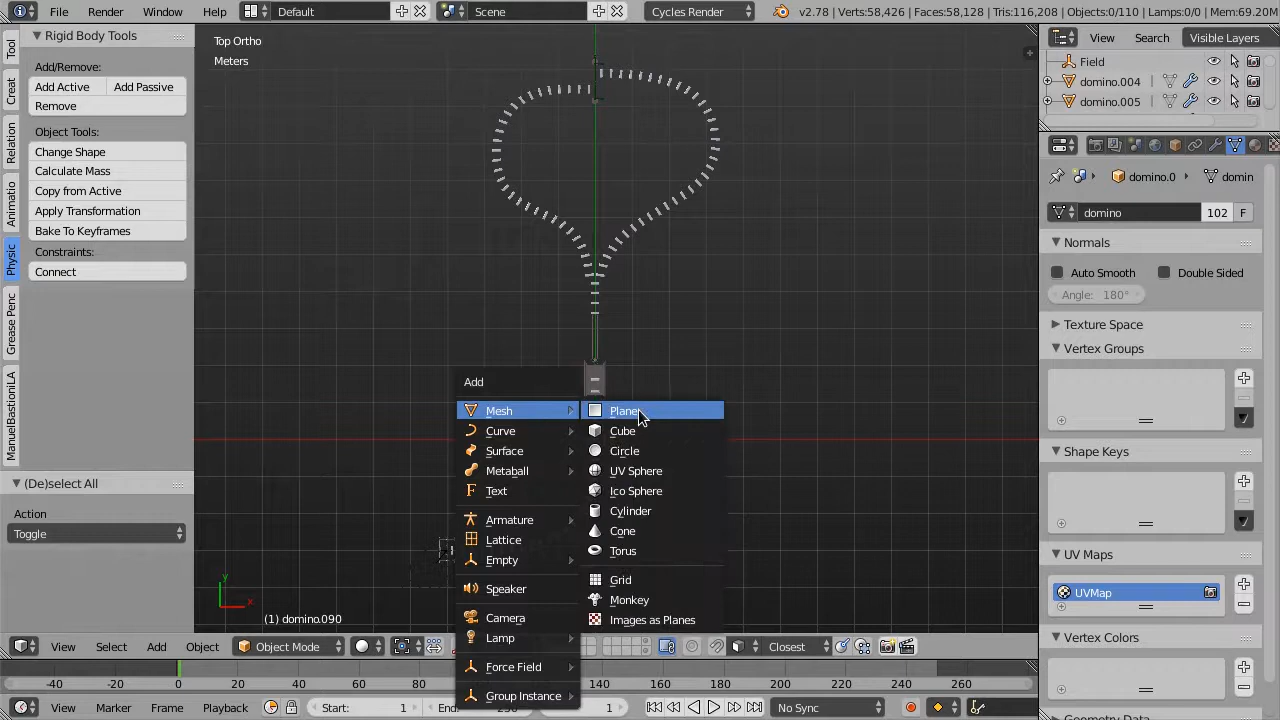 File Render Window Help Default Scene Cycles Render v2.78 | Verts:58,426 | Faces:58,128 | Tris:116,208 | Objects:0/110 | Lamps:0/0 | Mem:69.20M
Tool
Creat
Relation
Animatio
Physic
Grease Penc
ManuelBastioniLA
Rigid Body Tools
Add/Remove:
Add Active Add Passive
Remove
Object Tools:
Change Shape
Calculate Mass
Copy from Active
Apply Transformation
Bake To Keyframes
Constraints:
Connect
(De)select All
Action
Toggle
Top Ortho
Meters
Add
Mesh
Curve
Surface
Metaball
Text
Armature
Lattice
Empty
Speaker
Camera
Lamp
Force Field
Group Instance
Plane
Cube
Circle
UV Sphere
Ico Sphere
Cylinder
Cone
Torus
Grid
Monkey
Images as Planes
y
x
(1) domino.090
View Select Add Object Object Mode Closest
-40 -20 0 20 40 60 80 140 160 180 200 220 240 260
View Marker Frame Playback Start: 1 End: 1 No Sync
View Search Visible Layers
Field
domino.004
domino.005
domino.0 domin
domino 102 F
Normals
Auto Smooth Double Sided
Angle: 180°
Texture Space
Vertex Groups
Shape Keys
UV Maps
UVMap
Vertex Colors